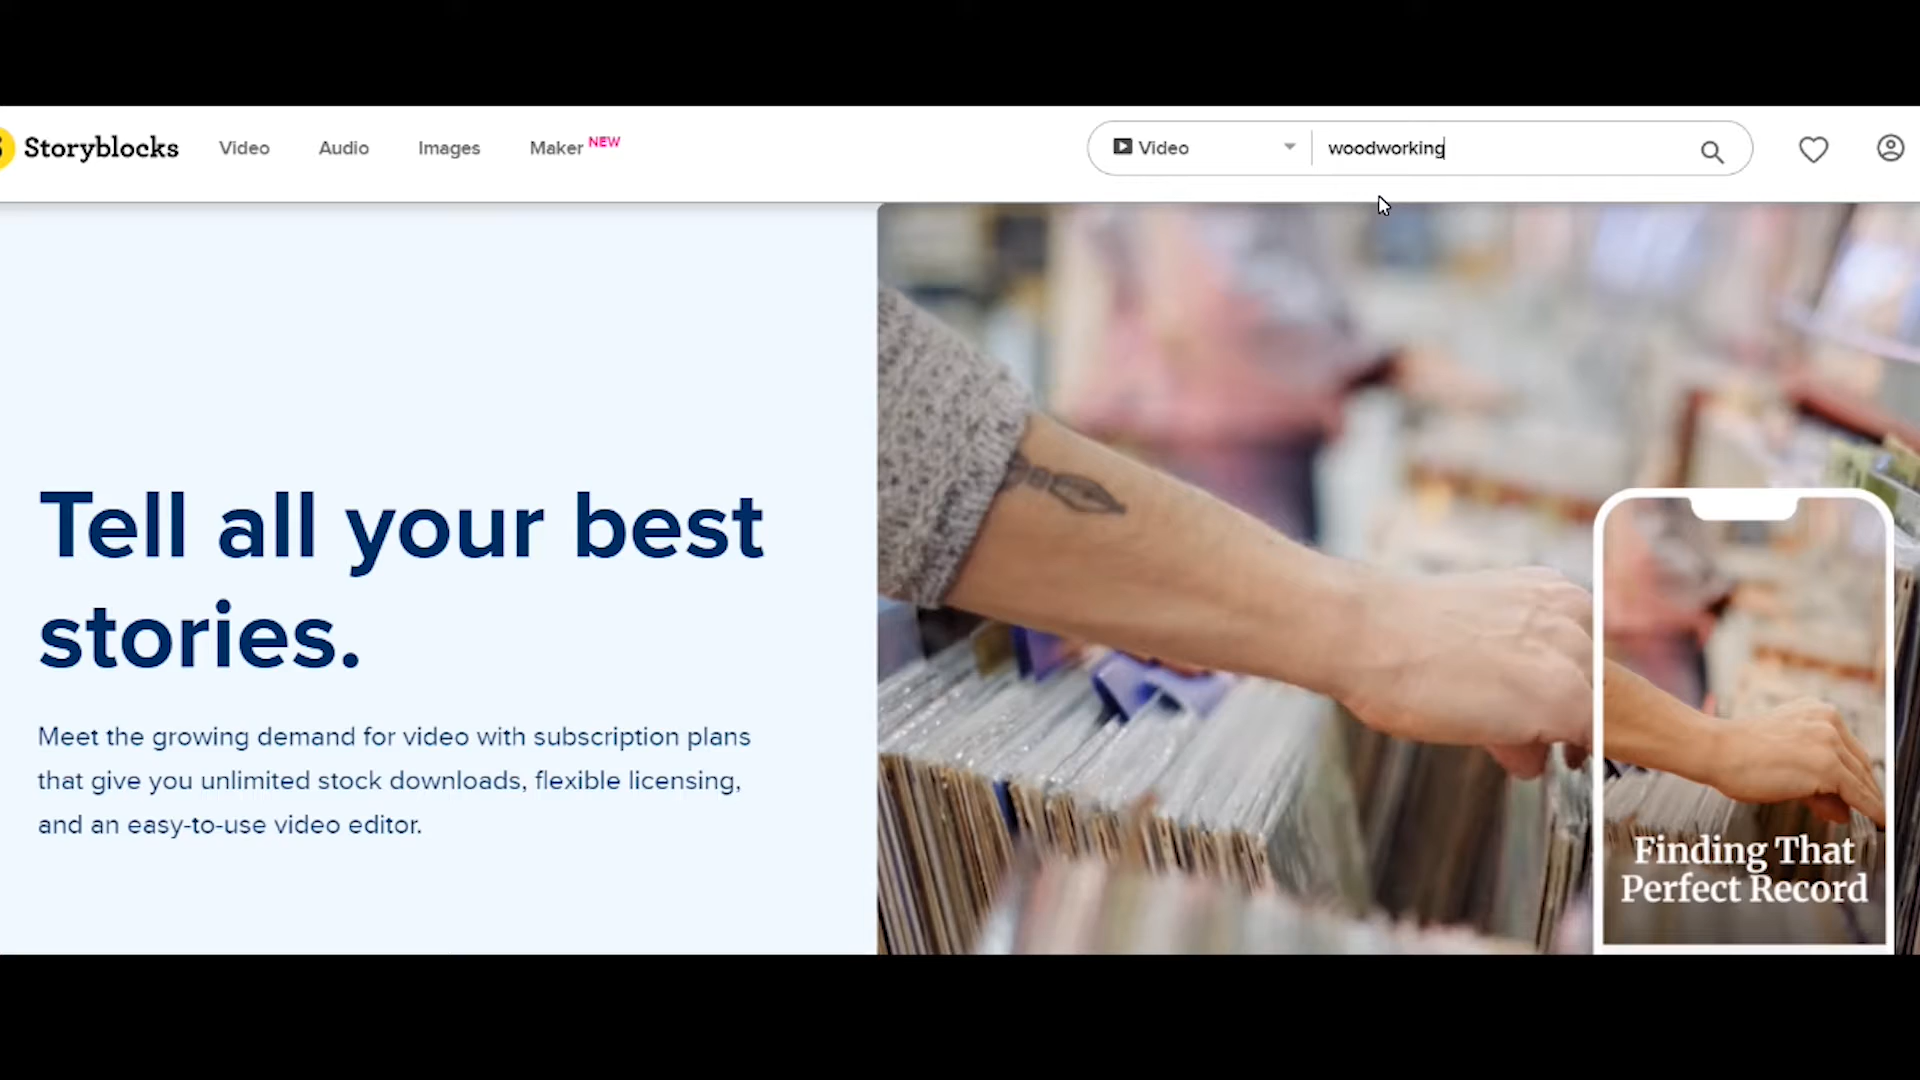 Storyblocks Video Audio Images Maker NEW Video woodworking
Tell all your best
stories.
Meet the growing demand for video with subscription plans
that give you unlimited stock downloads, flexible licensing,
and an easy-to-use video editor.
Finding That
Perfect Record